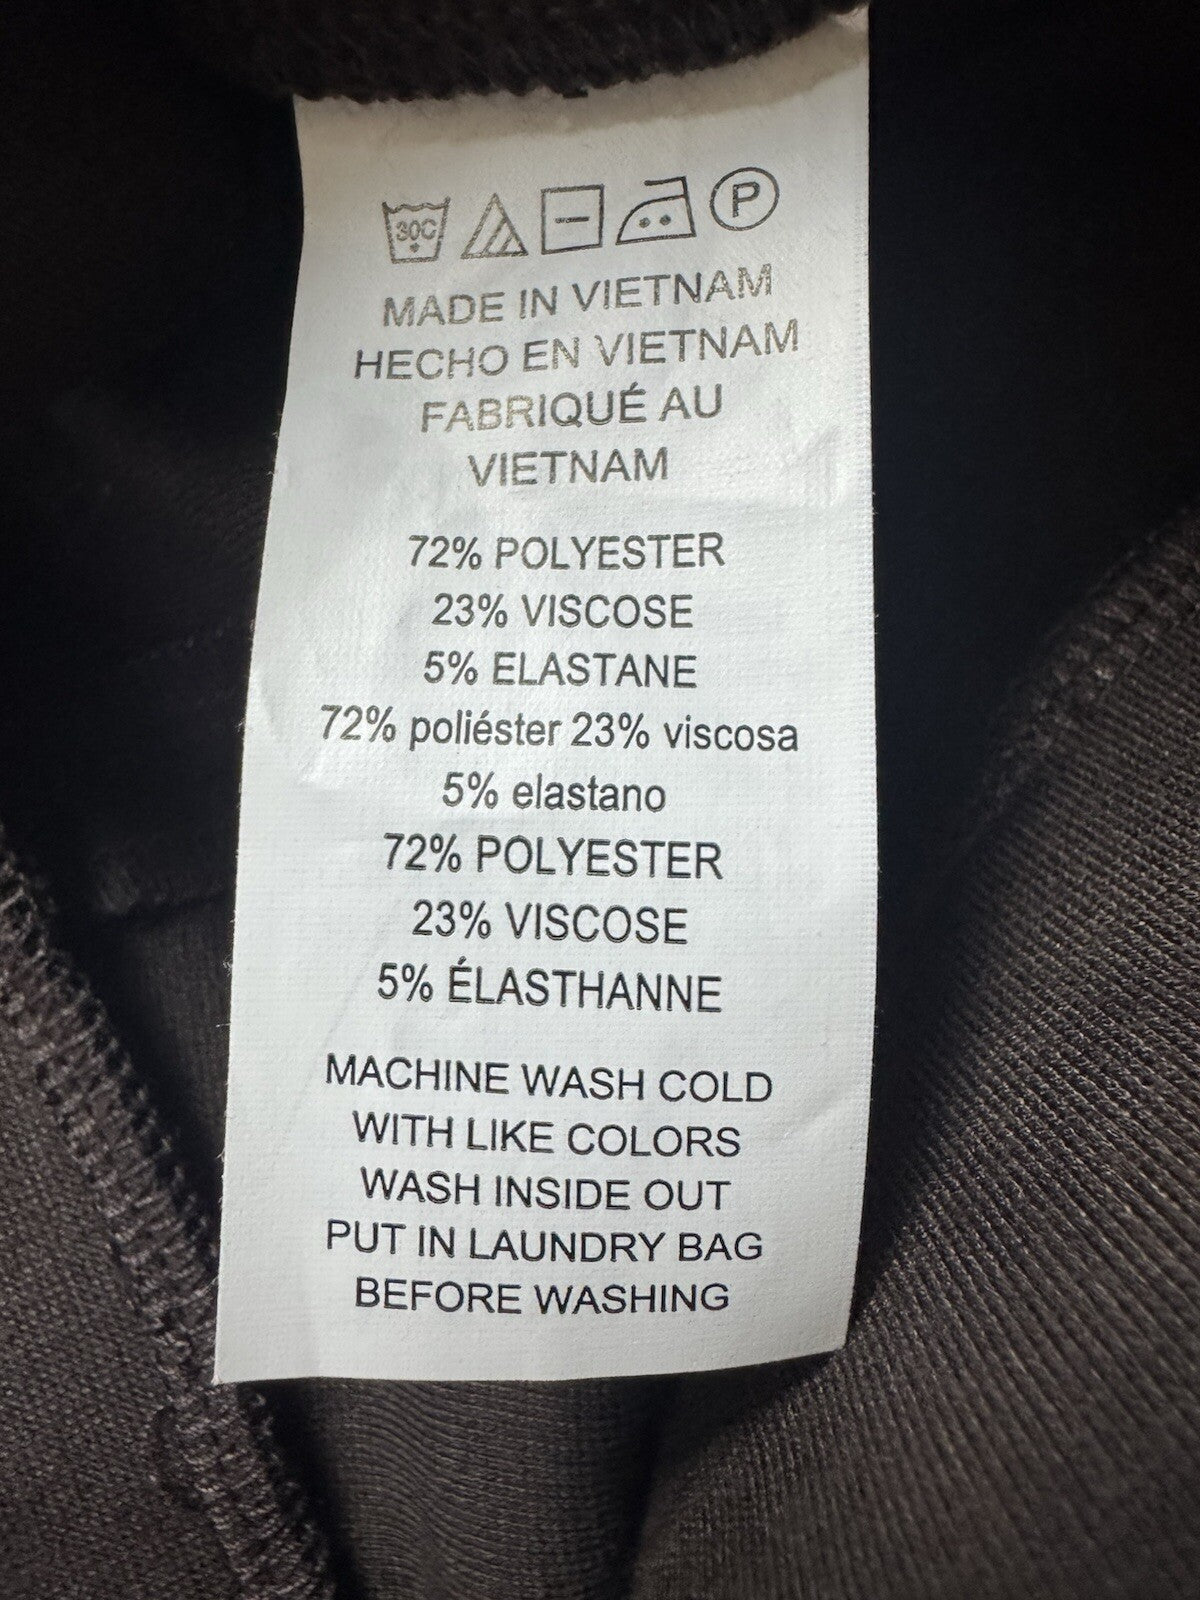 30C
P
MADE IN VIETNAM
HECHO EN VIETNAM
FABRIQUÉ AU
VIETNAM
72% POLYESTER
23% VISCOSE
5% ELASTANE
72% poliéster 23% viscosa
5% elastano
72% POLYESTER
23% VISCOSE
5% ÉLASTHANNE
MACHINE WASH COLD
WITH LIKE COLORS
WASH INSIDE OUT
PUT IN LAUNDRY BAG
BEFORE WASHING